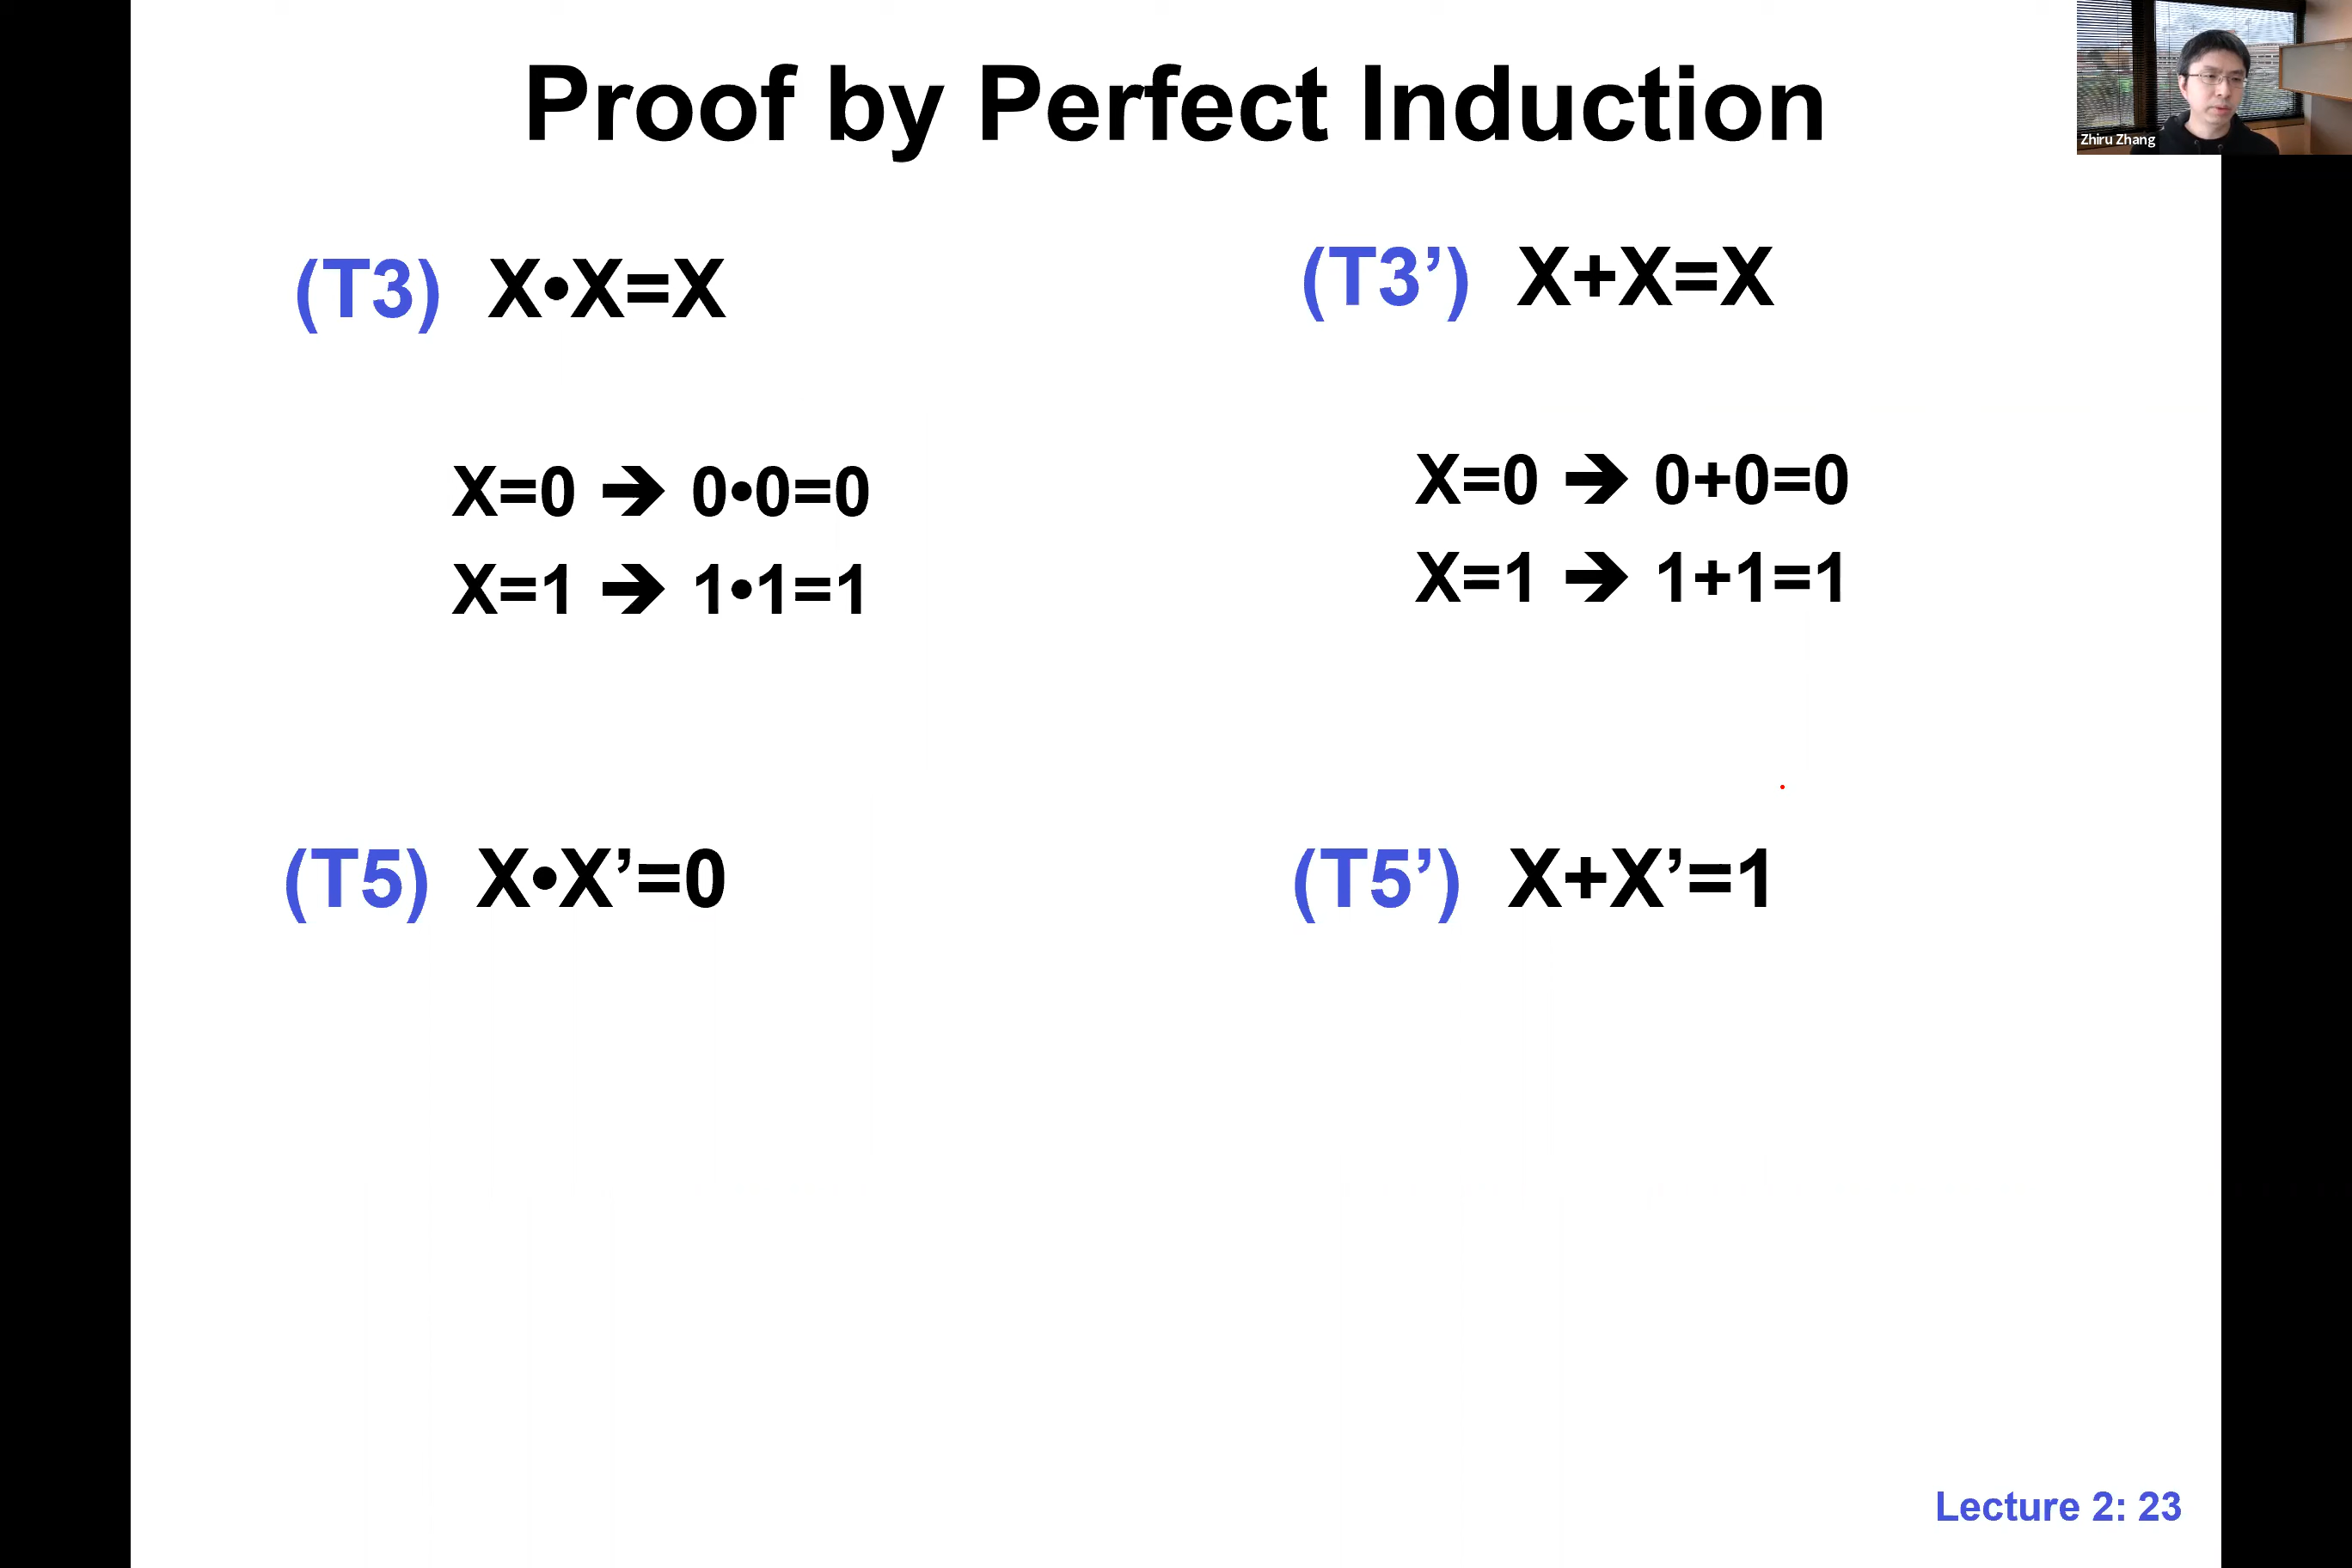 Proof by Perfect Induction
Zhiru Zhang
(T3) X•X=X
(T3’) X+X=X
X=0 ➔ 0•0=0
X=1 ➔ 1•1=1
X=0 ➔ 0+0=0
X=1 ➔ 1+1=1
(T5) X•X’=0
(T5’) X+X’=1
Lecture 2: 23